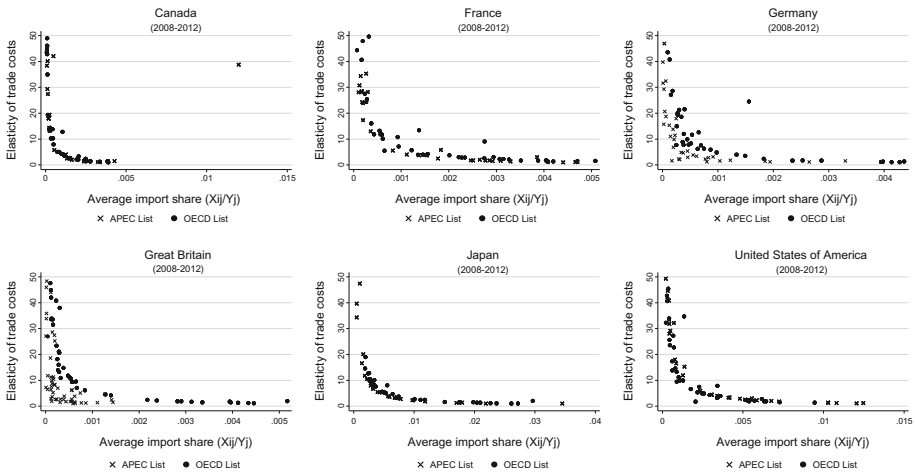 Canada
(2008-2012)
Elasticty of trade costs
50
40
30
20
10
0
0 .005 .01 .015
Average import share (Xij/Yj)
APEC List OECD List
France
(2008-2012)
Elasticty of trade costs
50
40
30
20
10
0
0 .001 .002 .003 .004 .005
Average import share (Xij/Yj)
APEC List OECD List
Germany
(2008-2012)
Elasticty of trade costs
50
40
30
20
10
0
0 .001 .002 .003 .004
Average import share (Xij/Yj)
APEC List OECD List
Great Britain
(2008-2012)
Elasticty of trade costs
50
40
30
20
10
0
0 .001 .002 .003 .004 .005
Average import share (Xij/Yj)
APEC List OECD List
Japan
(2008-2012)
Elasticty of trade costs
50
40
30
20
10
0
0 .01 .02 .03 .04
Average import share (Xij/Yj)
APEC List OECD List
United States of America
(2008-2012)
Elasticty of trade costs
50
40
30
20
10
0
0 .005 .01 .015
Average import share (Xij/Yj)
APEC List OECD List